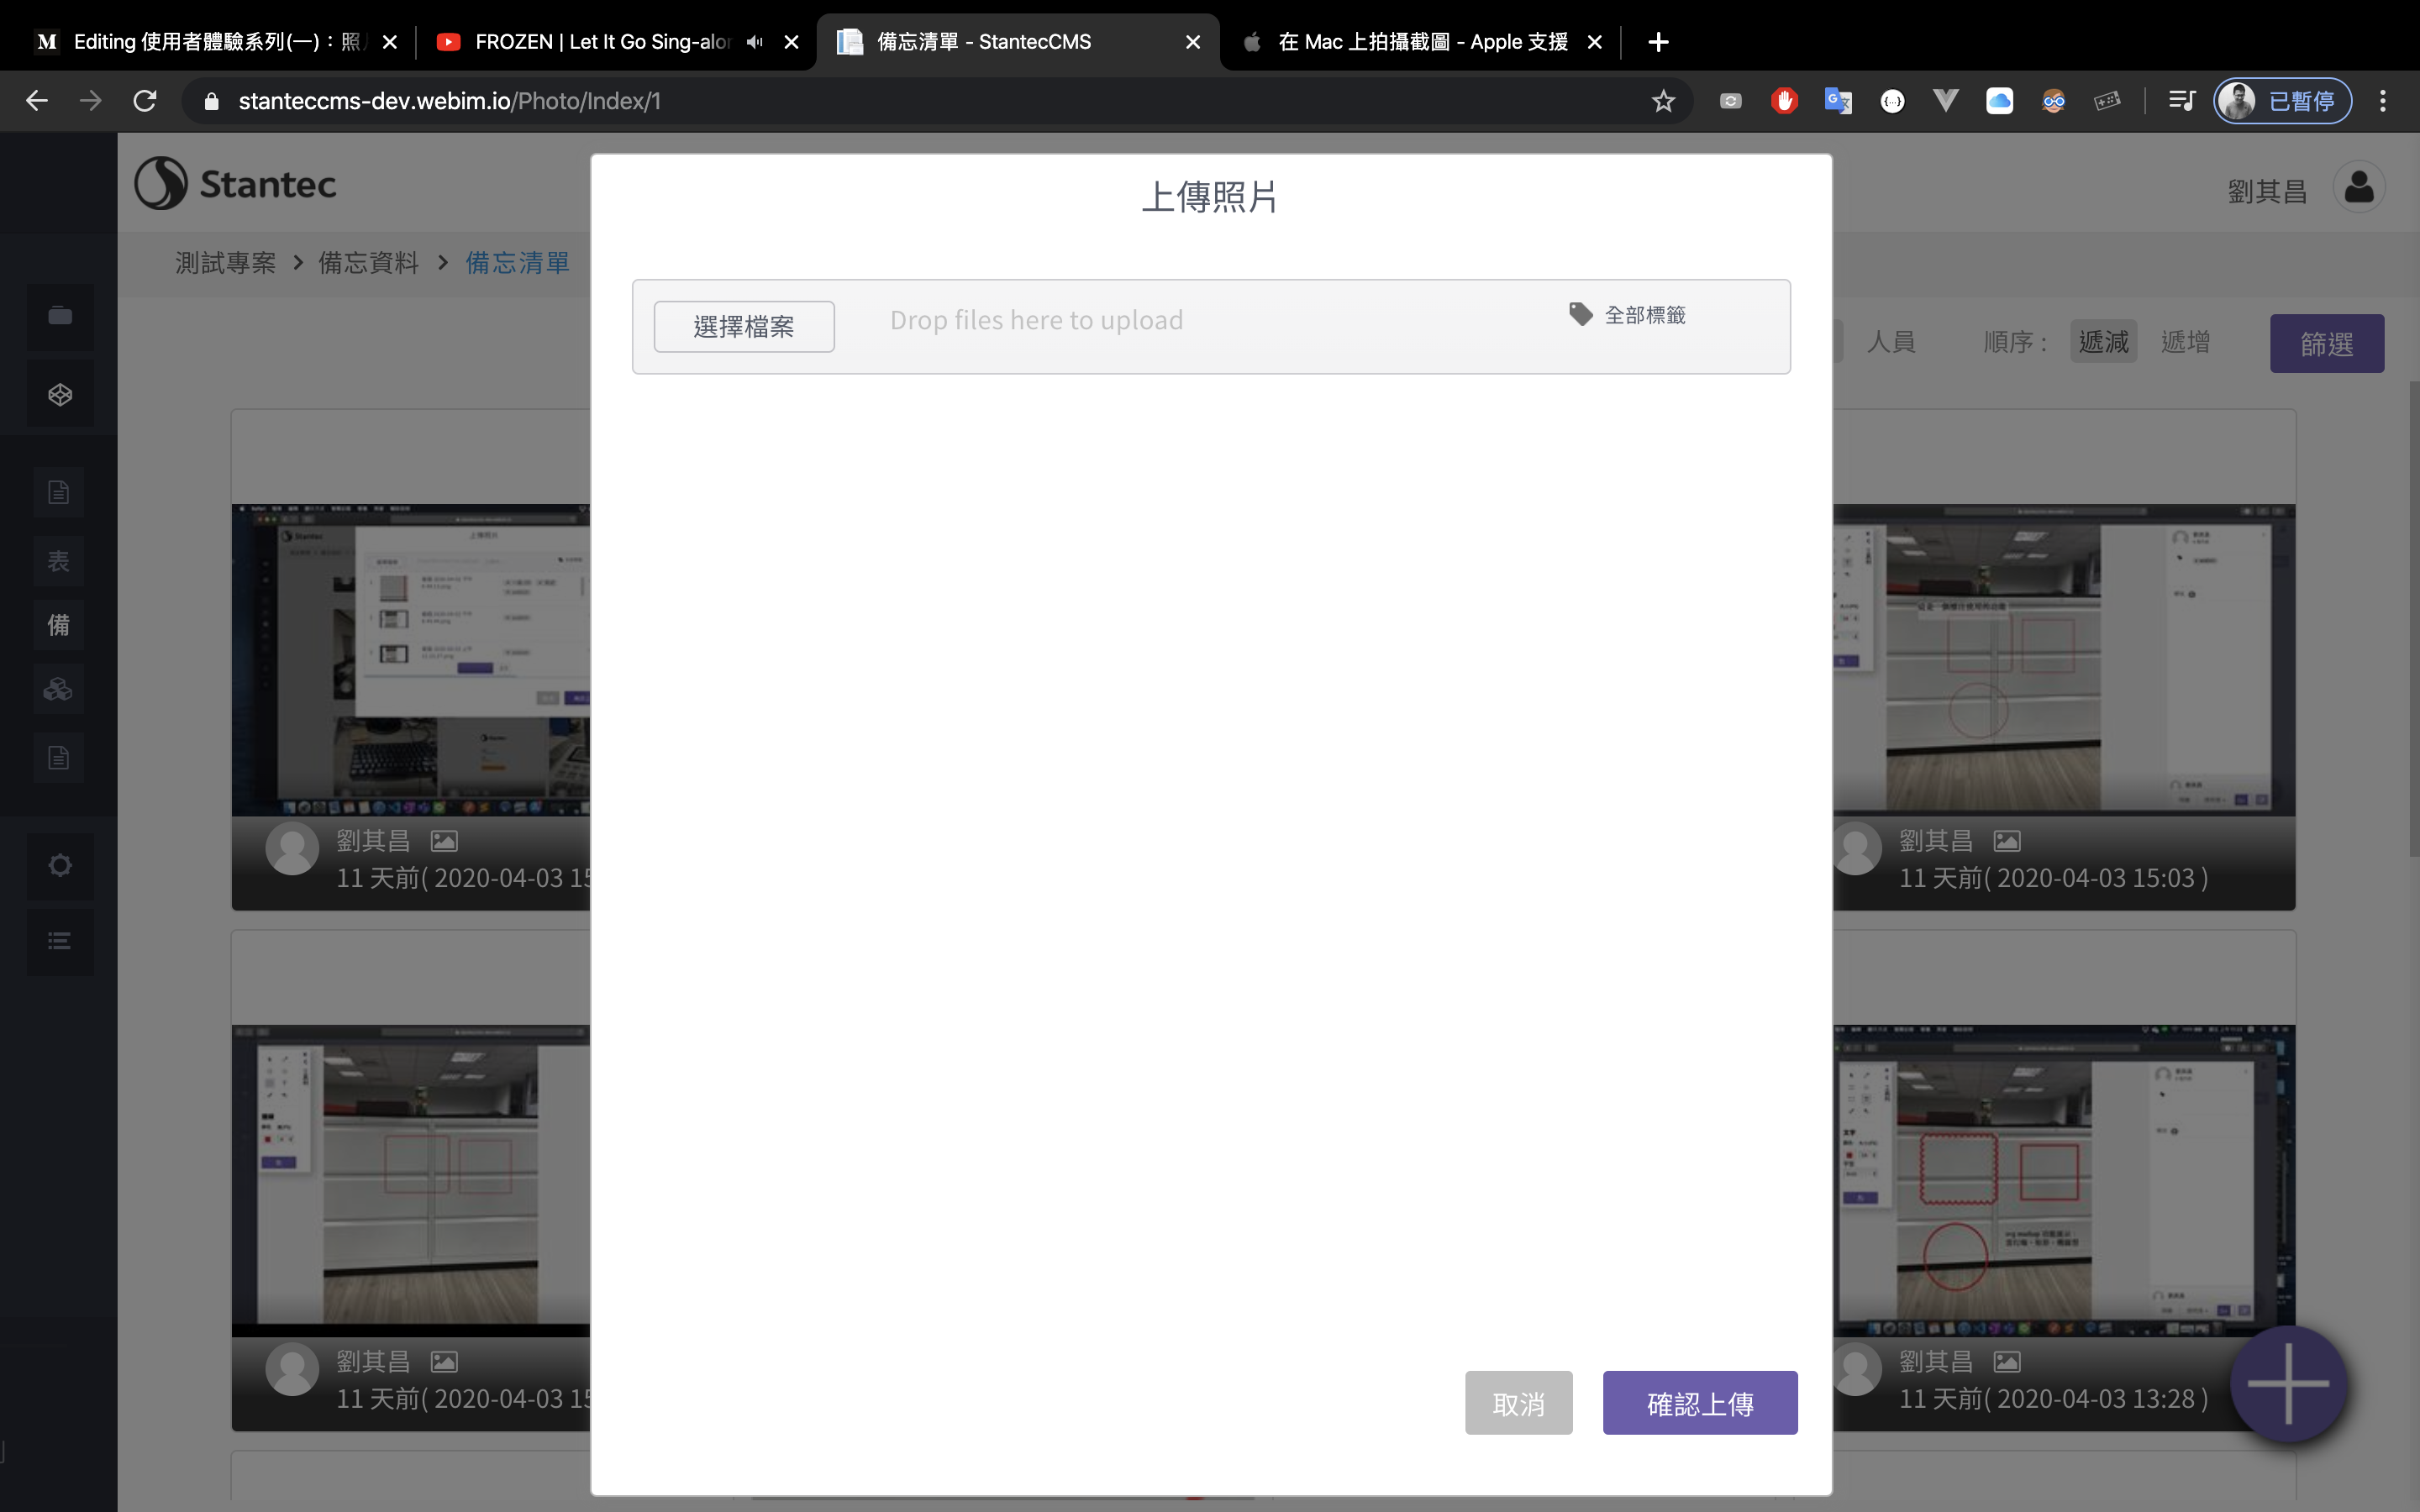 Editing 使用者體驗系列(一)：照
FROZEN | Let It Go Sing-alon
備忘清單 - StantecCMS
在 Mac 上拍攝截圖 - Apple 支援
stanteccms-dev.webim.io/Photo/Index/1
已暫停
Stantec
劉其昌
測試專案 > 備忘資料 > 備忘清單
上傳照片
選擇檔案
Drop files here to upload
全部標籤
人員
順序 :
遞減
遞增
篩選
表
備
劉其昌
11 天前( 2020-04-03 15
劉其昌
11 天前( 2020-04-03 15:03 )
劉其昌
11 天前( 2020-04-03 15
劉其昌
11 天前( 2020-04-03 13:28 )
取消
確認上傳